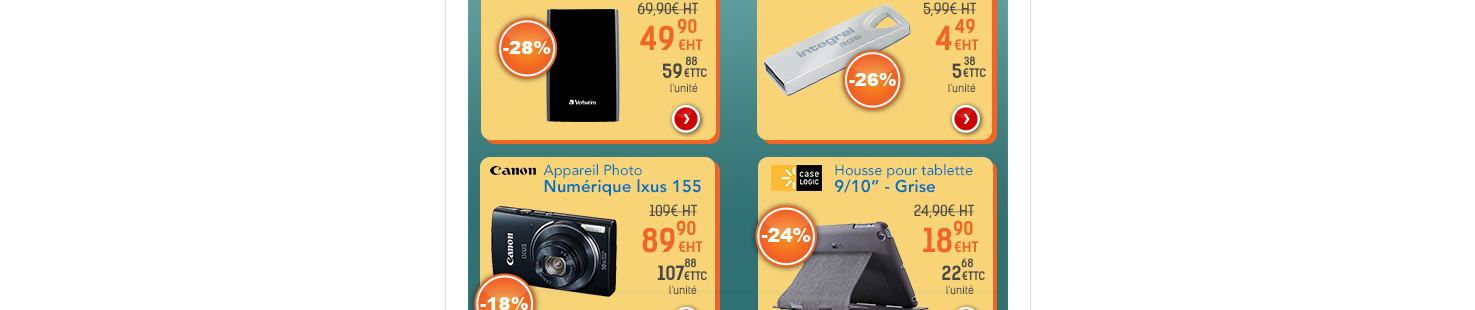 69,90€ HT
-28%
49,90 €HT
59,88 €TTC
l'unité
Verbatim
5,99€ HT
integral
8GB
-26%
4,49 €HT
5,38 €TTC
l'unité
Canon Appareil Photo
Numérique Ixus 155
109€ HT
89,90 €HT
107,88 €TTC
l'unité
Canon
IXUS
-18%
case LOGIC
Housse pour tablette
9/10” - Grise
24,90€ HT
-24%
18,90 €HT
22,68 €TTC
l'unité